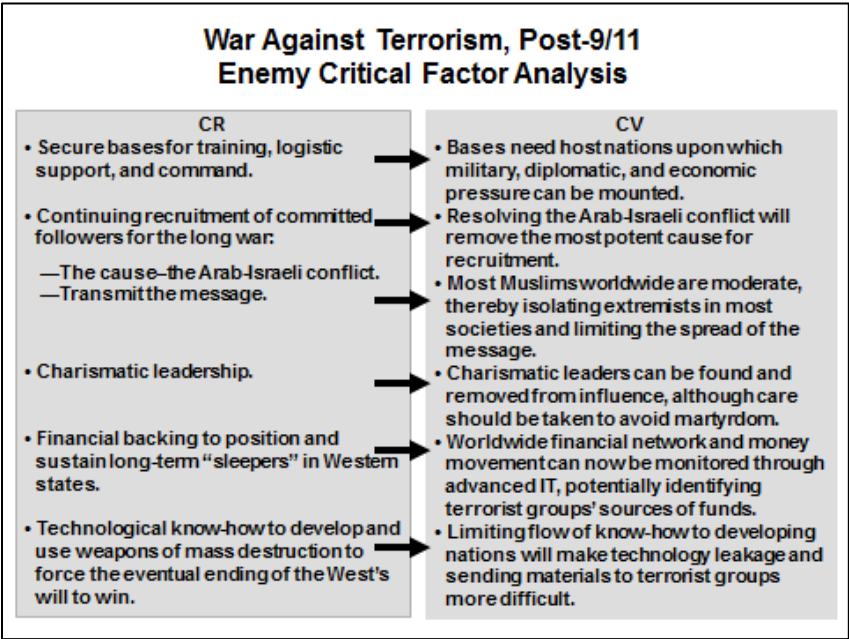 War Against Terrorism, Post-9/11
Enemy Critical Factor Analysis
CR
• Secure bases for training, logistic
support, and command.
• Continuing recruitment of committed
followers for the long war:
—The cause–the Arab-Israeli conflict.
—Transmit the message.
• Charismatic leadership.
• Financial backing to position and
sustain long-term “sleepers” in Western
states.
• Technological know-how to develop and
use weapons of mass destruction to
force the eventual ending of the West’s
will to win.
CV
• Bases need host nations upon which
military, diplomatic, and economic
pressure can be mounted.
• Resolving the Arab-Israeli conflict will
remove the most potent cause for
recruitment.
• Most Muslims worldwide are moderate,
thereby isolating extremists in most
societies and limiting the spread of the
message.
• Charismatic leaders can be found and
removed from influence, although care
should be taken to avoid martyrdom.
• Worldwide financial network and money
movement can now be monitored through
advanced IT, potentially identifying
terrorist groups’ sources of funds.
• Limiting flow of know-how to developing
nations will make technology leakage and
sending materials to terrorist groups
more difficult.